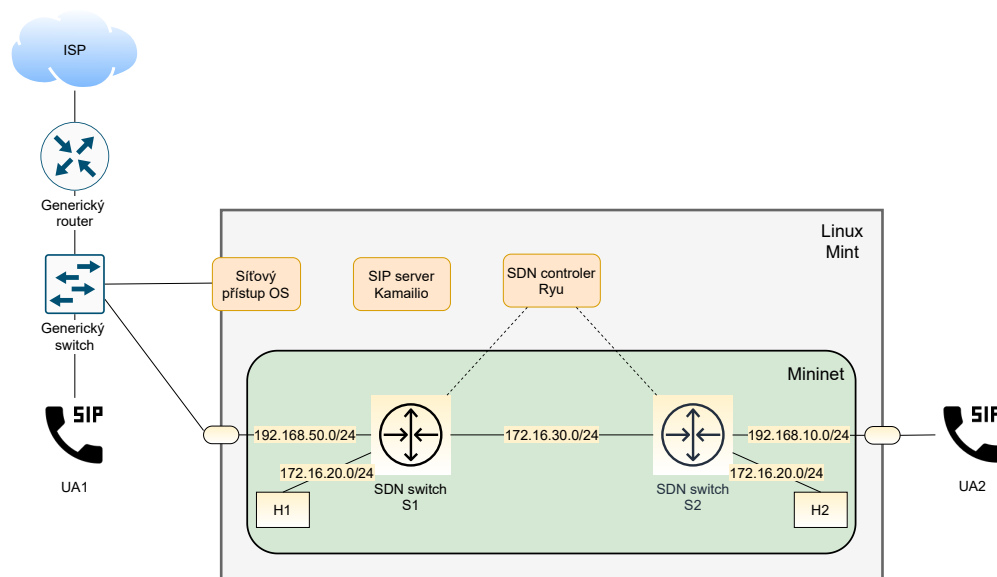 ISP
Generický
router
Linux
Mint
Síťový
přístup OS
SIP server
Kamailio
SDN controler
Ryu
Generický
switch
Mininet
SIP
SIP
192.168.50.0/24
172.16.30.0/24
192.168.10.0/24
172.16.20.0/24
172.16.20.0/24
UA1
SDN switch
S1
SDN switch
S2
UA2
H1
H2